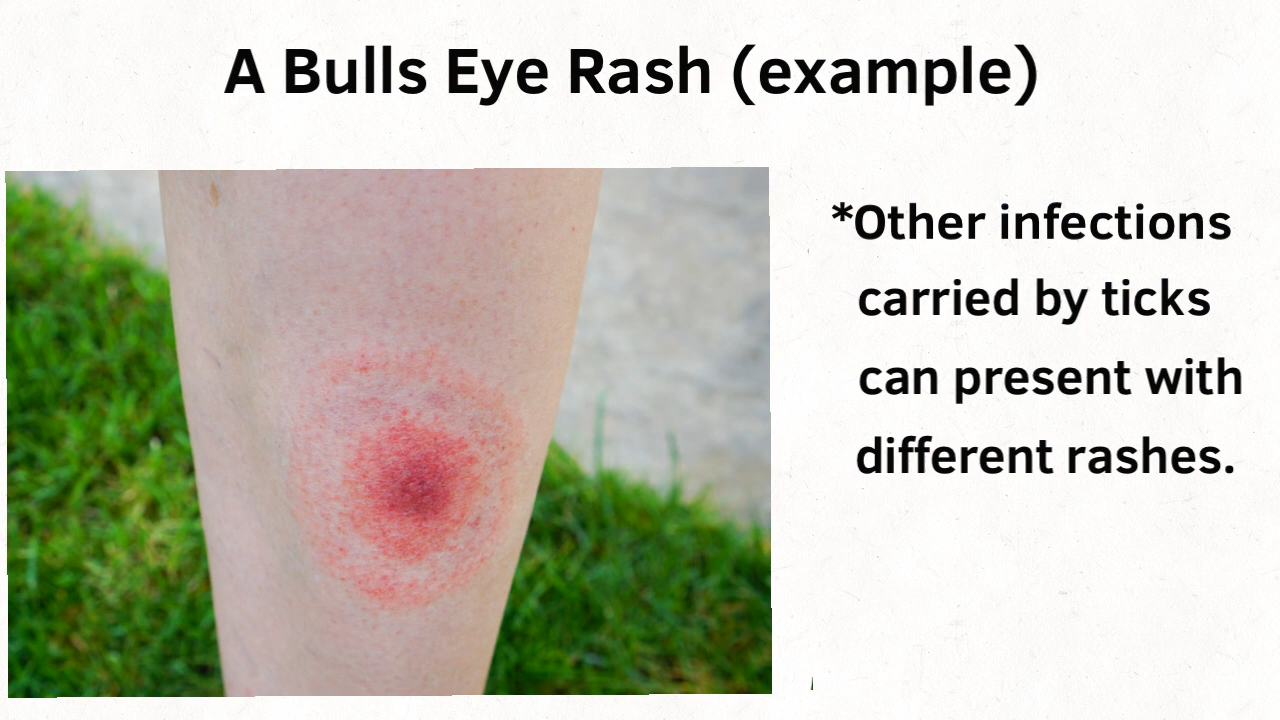 A Bulls Eye Rash (example)
*Other infections
carried by ticks
can present with
different rashes.